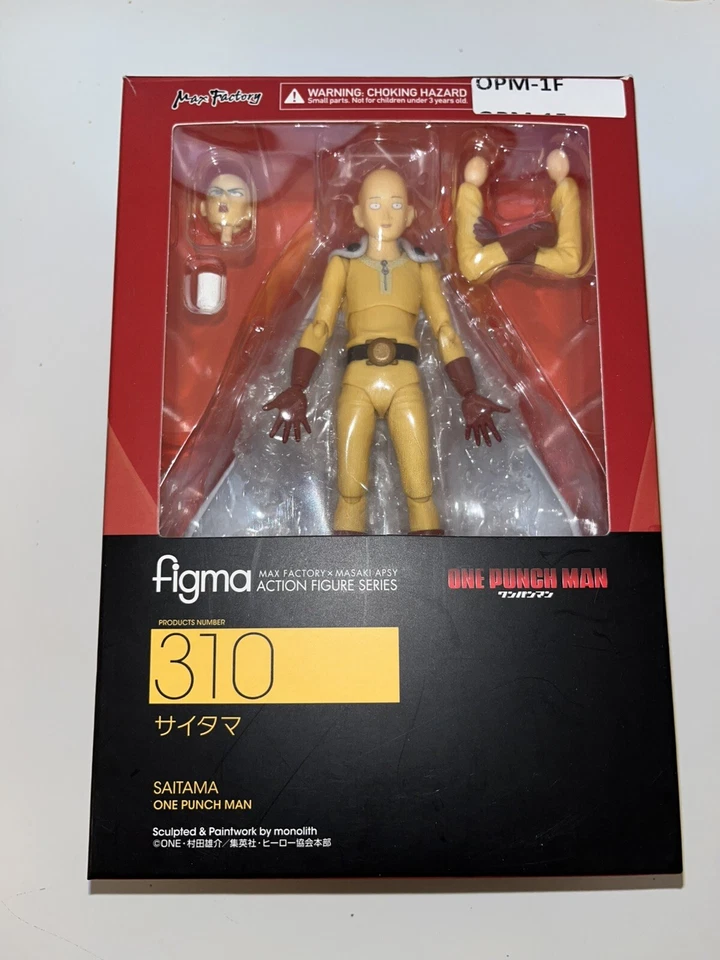 Max Factory
WARNING: CHOKING HAZARD
Small parts. Not for children under 3 years old.
OPM-1F
figma
MAX FACTORY × MASAKI APSY
ACTION FIGURE SERIES
ONE PUNCH MAN
ワンパンマン
PRODUCTS NUMBER
310
サイタマ
SAITAMA
ONE PUNCH MAN
Sculpted & Paintwork by monolith
©ONE・村田雄介／集英社・ヒーロー協会本部